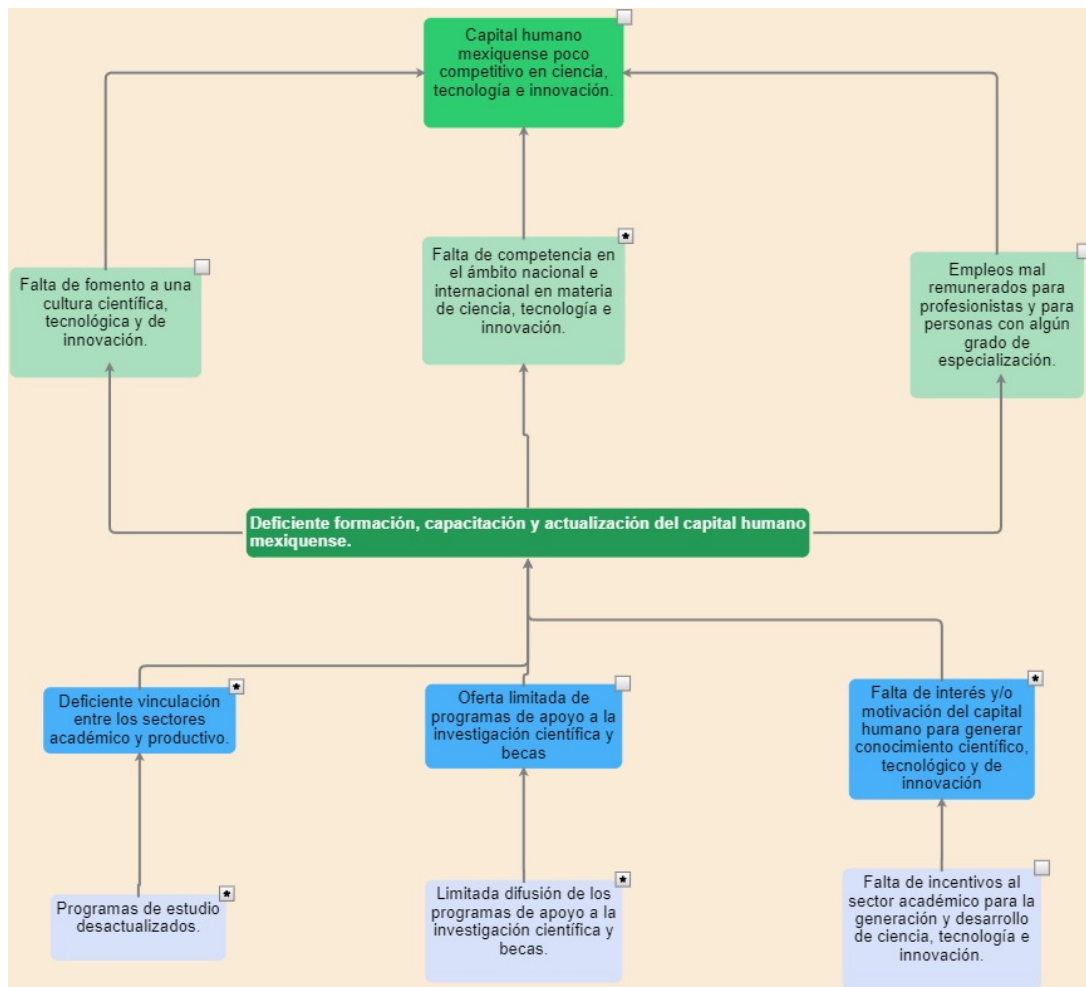 Capital humano
mexiquense poco
competitivo en ciencia,
tecnología e innovación.
Falta de fomento a una
cultura científica,
tecnológica y de
innovación.
Falta de competencia en
el ámbito nacional e
internacional en materia
de ciencia, tecnología e
innovación.
Empleos mal
remunerados para
profesionistas y para
personas con algún
grado de
especialización.
Deficiente formación, capacitación y actualización del capital humano
mexiquense.
Deficiente vinculación
entre los sectores
académico y productivo.
Oferta limitada de
programas de apoyo a la
investigación científica y
becas
Falta de interés y/o
motivación del capital
humano para generar
conocimiento científico,
tecnológico y de
innovación
Programas de estudio
desactualizados.
Limitada difusión de los
programas de apoyo a la
investigación científica y
becas.
Falta de incentivos al
sector académico para la
generación y desarrollo
de ciencia, tecnología e
innovación.